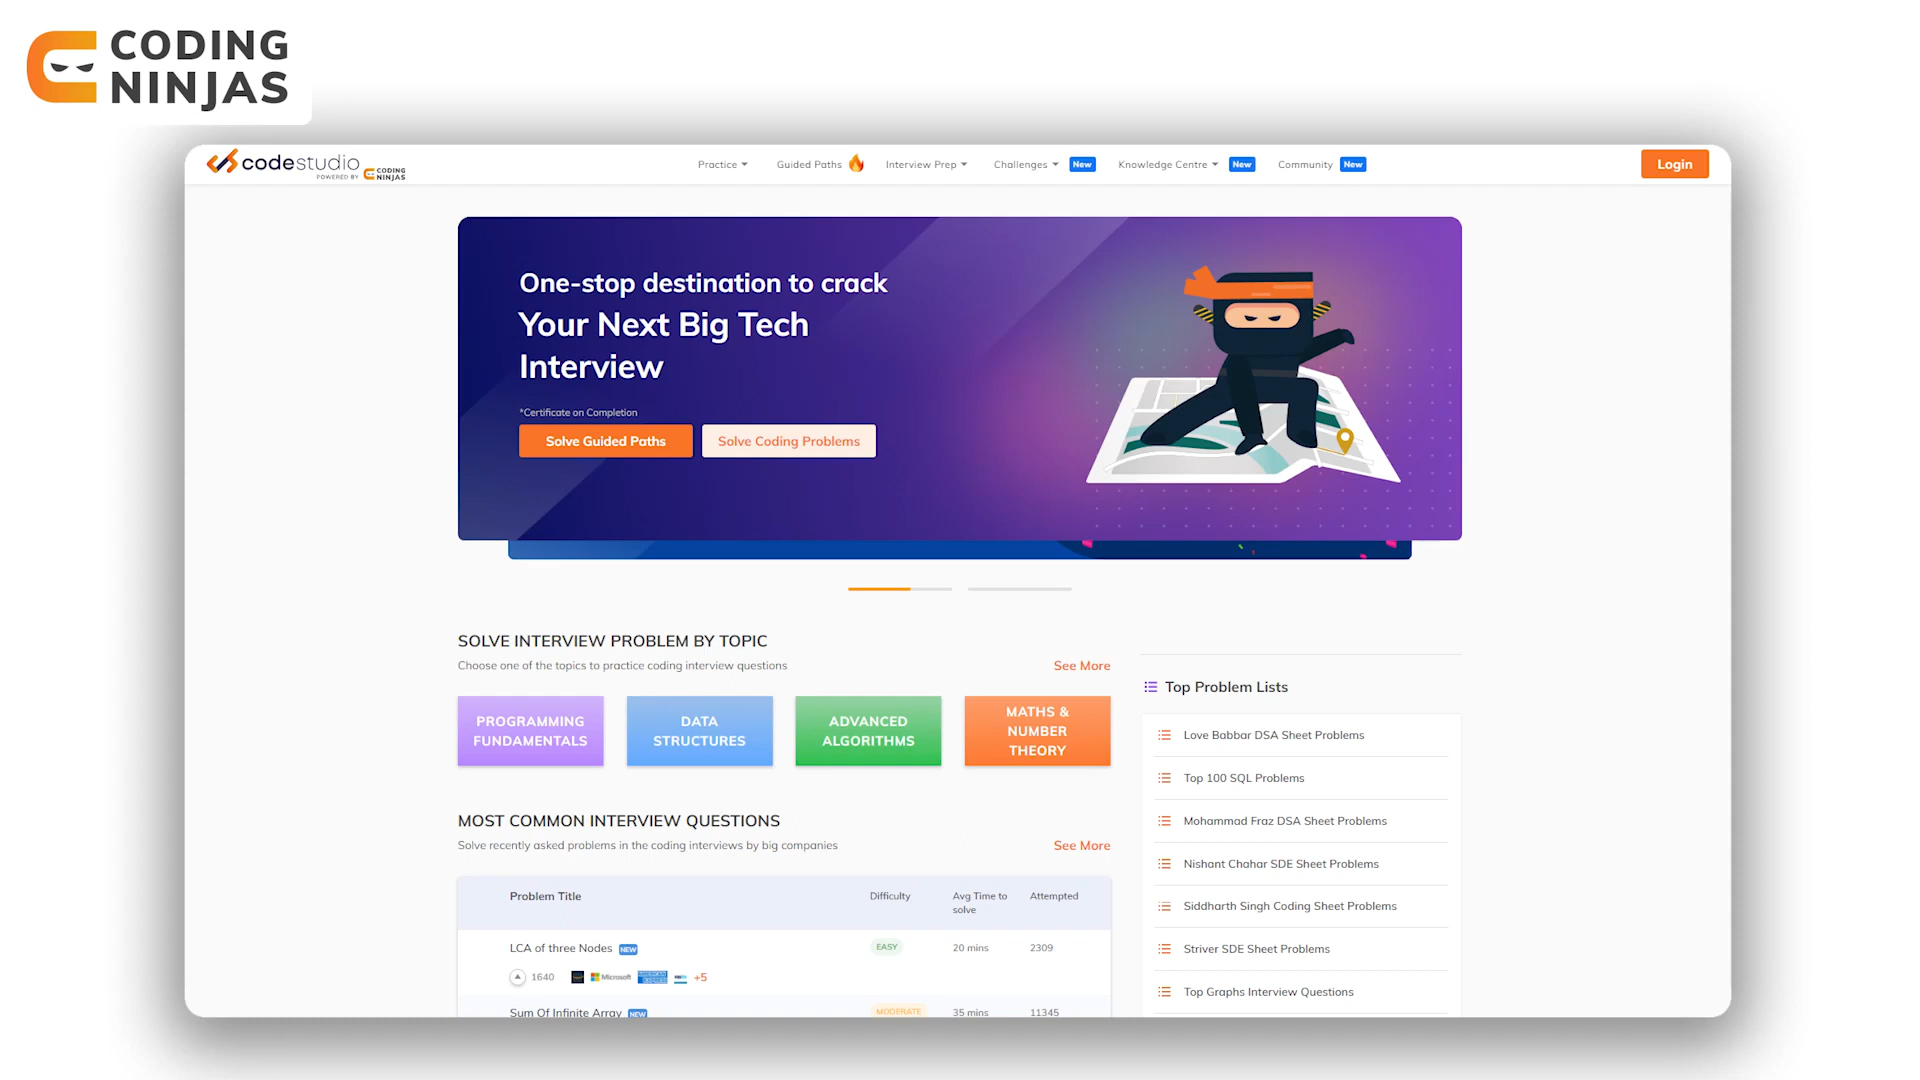 CODING
NINJAS
codestudio
POWERED BY CODING NINJAS
Practice
Guided Paths
Interview Prep
Challenges New
Knowledge Centre New
Community New
Login
One-stop destination to crack
Your Next Big Tech
Interview
*Certificate on Completion
Solve Guided Paths
Solve Coding Problems
SOLVE INTERVIEW PROBLEM BY TOPIC
Choose one of the topics to practice coding interview questions
See More
PROGRAMMING
FUNDAMENTALS
DATA
STRUCTURES
ADVANCED
ALGORITHMS
MATHS &
NUMBER
THEORY
MOST COMMON INTERVIEW QUESTIONS
Solve recently asked problems in the coding interviews by big companies
See More
Problem Title
Difficulty
Avg Time to
solve
Attempted
LCA of three Nodes NEW
EASY
20 mins
2309
1640
Microsoft
+5
Sum Of Infinite Array NEW
MODERATE
35 mins
11345
Top Problem Lists
Love Babbar DSA Sheet Problems
Top 100 SQL Problems
Mohammad Fraz DSA Sheet Problems
Nishant Chahar SDE Sheet Problems
Siddharth Singh Coding Sheet Problems
Striver SDE Sheet Problems
Top Graphs Interview Questions